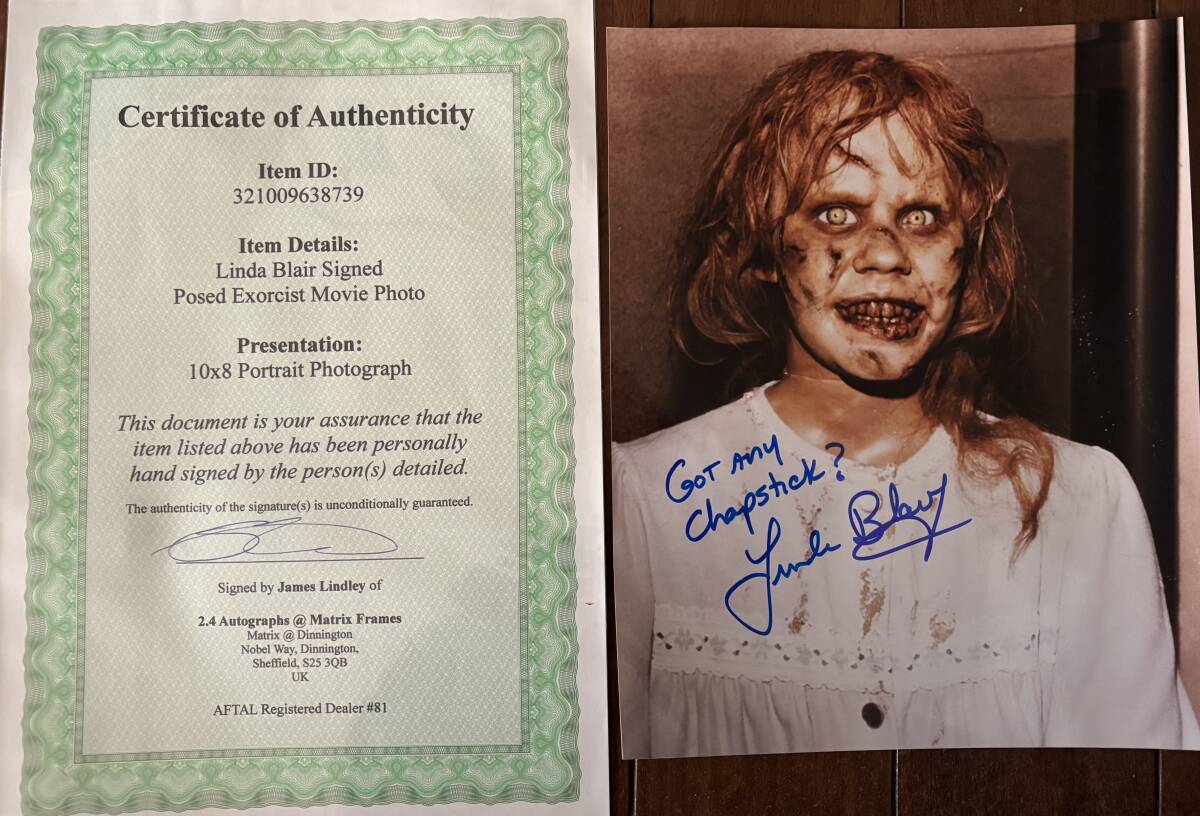 Certificate of Authenticity
Item ID:
321009638739
Item Details:
Linda Blair Signed
Posed Exorcist Movie Photo
Presentation:
10x8 Portrait Photograph
This document is your assurance that the
item listed above has been personally
hand signed by the person(s) detailed.
The authenticity of the signature(s) is unconditionally guaranteed.
Signed by James Lindley of
2.4 Autographs @ Matrix Frames
Matrix @ Dinnington
Nobel Way, Dinnington,
Sheffield, S25 3QB
UK
AFTAL Registered Dealer #81
Got any
Chapstick?
Linda Blair